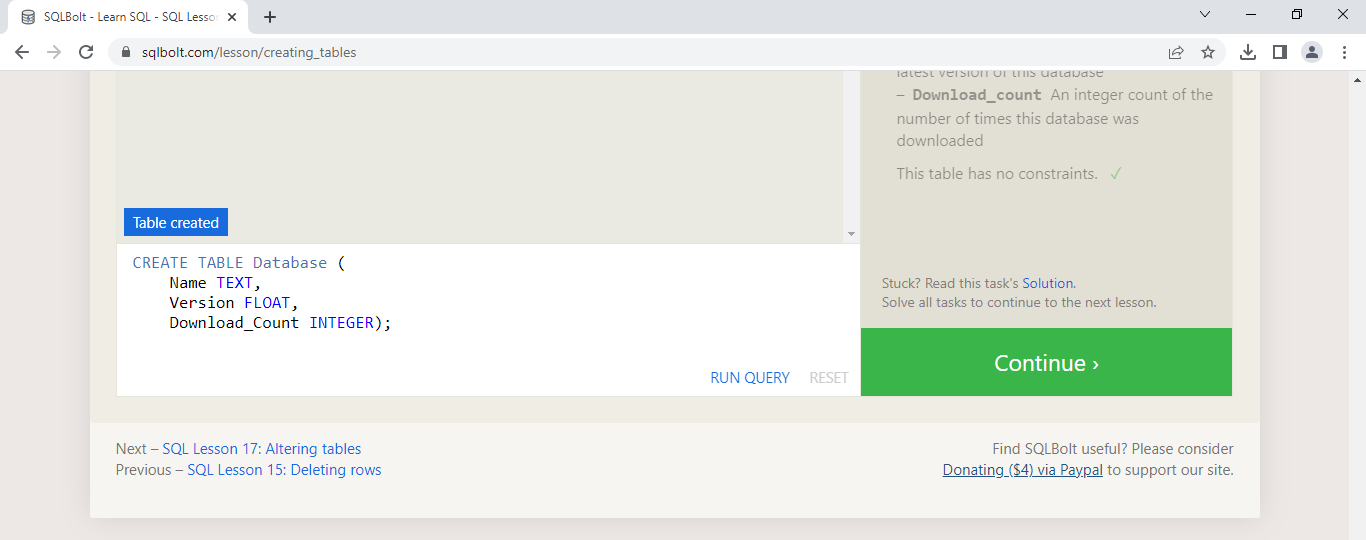 SQLBolt - Learn SQL - SQL Lesson
sqlbolt.com/lesson/creating_tables
latest version of this database
– Download_count An integer count of the
number of times this database was
downloaded
This table has no constraints. ✓
Table created
CREATE TABLE Database (
Name TEXT,
Version FLOAT,
Download_Count INTEGER);
RUN QUERY RESET
Stuck? Read this task's Solution.
Solve all tasks to continue to the next lesson.
Continue ›
Next – SQL Lesson 17: Altering tables
Previous – SQL Lesson 15: Deleting rows
Find SQLBolt useful? Please consider
Donating ($4) via Paypal to support our site.